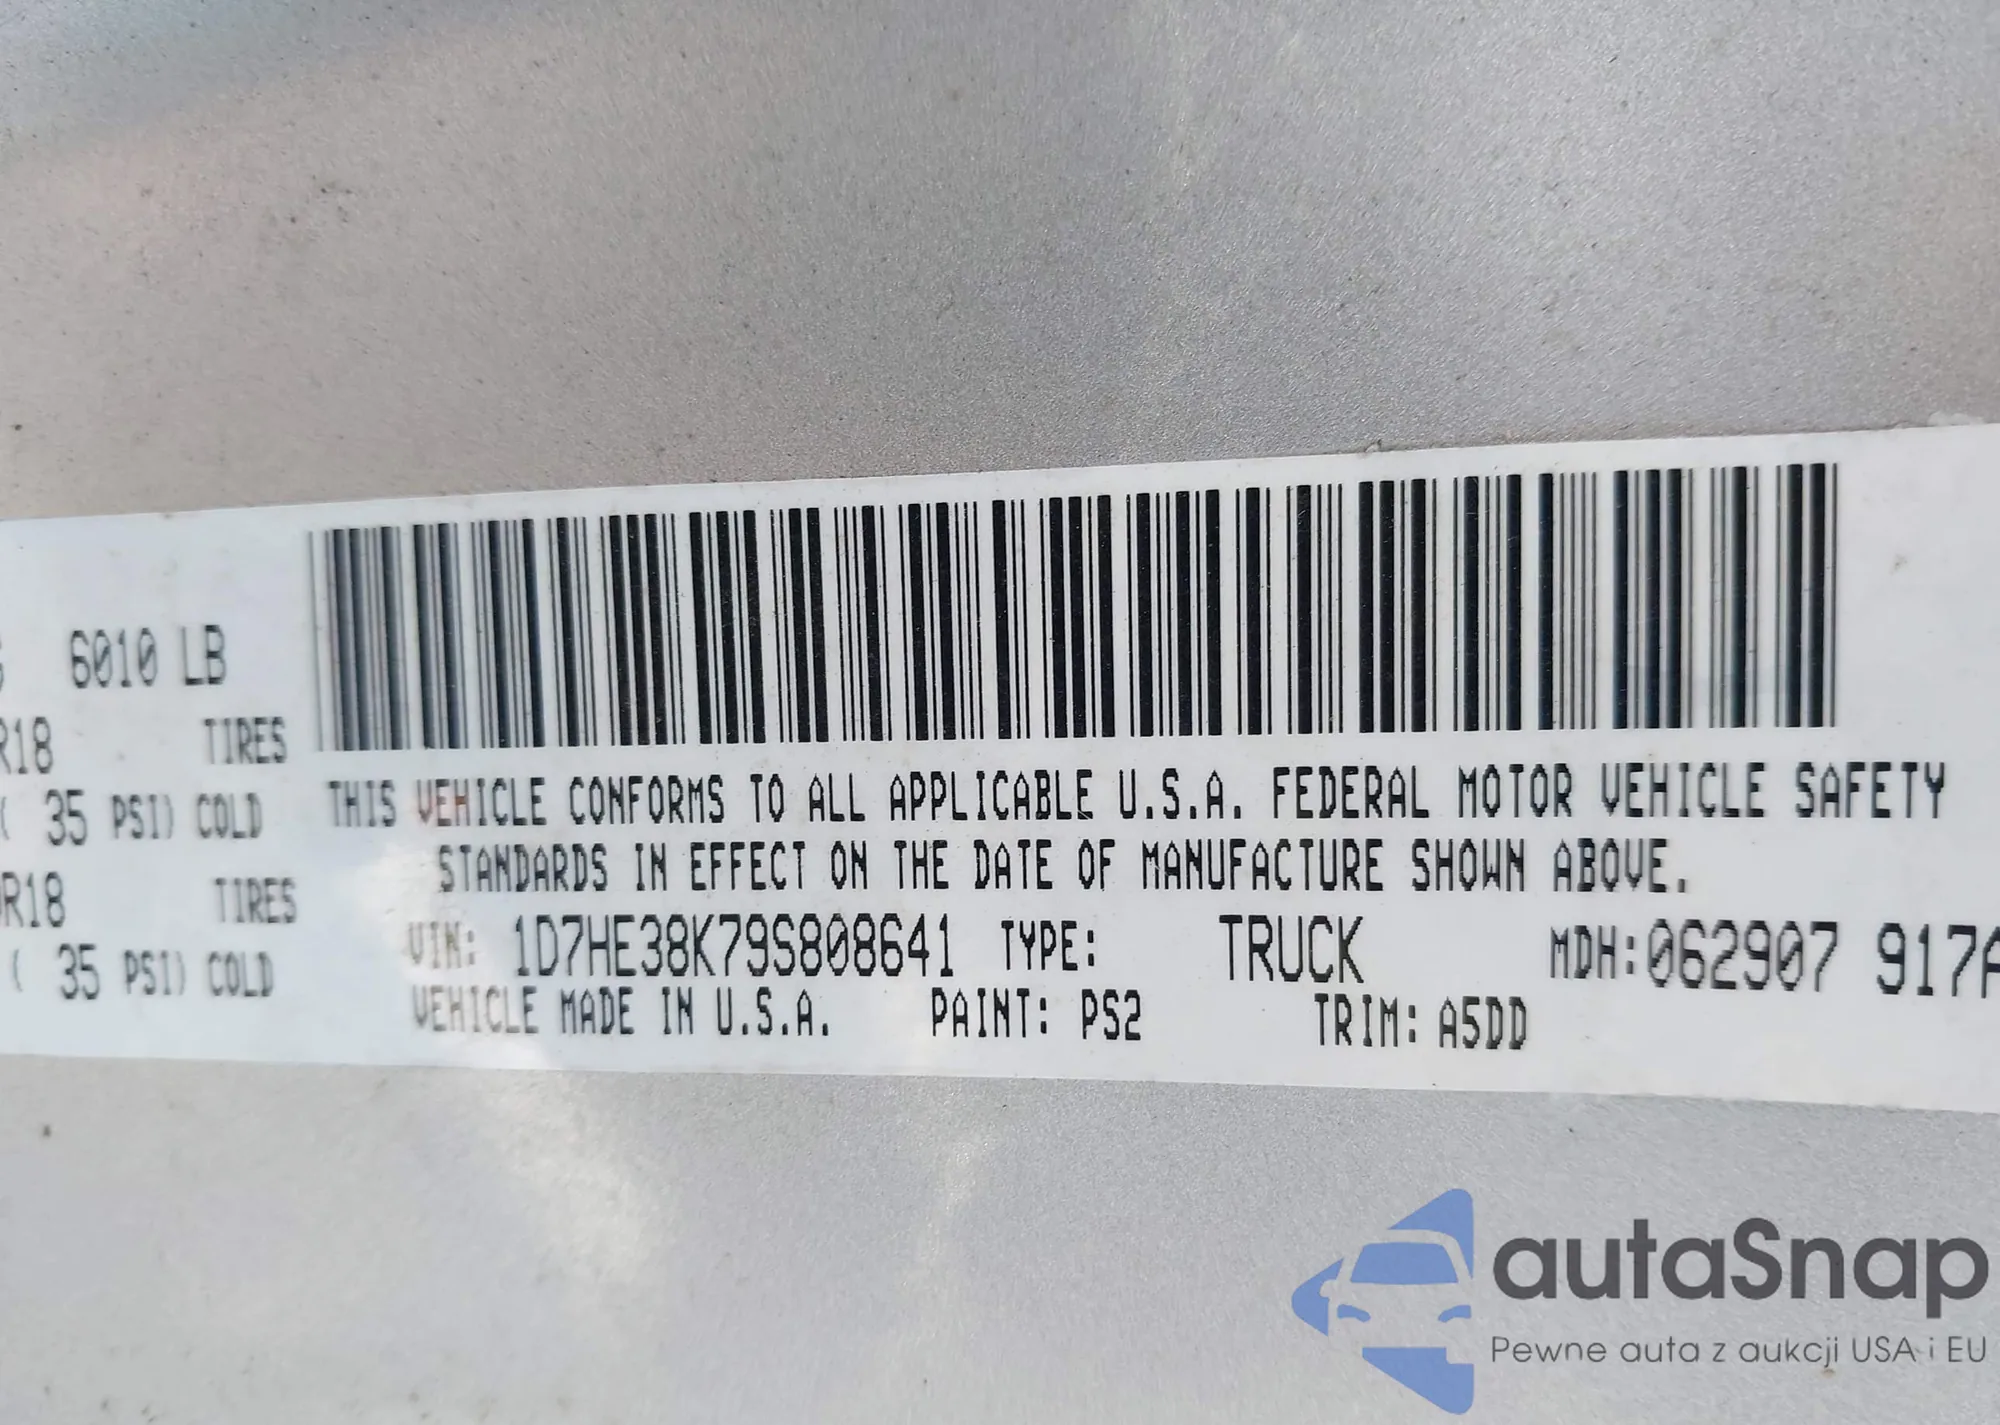 6010 LB
R18 TIRES
( 35 PSI) COLD
R18 TIRES
( 35 PSI) COLD
THIS VEHICLE CONFORMS TO ALL APPLICABLE U.S.A. FEDERAL MOTOR VEHICLE SAFETY
STANDARDS IN EFFECT ON THE DATE OF MANUFACTURE SHOWN ABOVE.
VIN: 1D7HE38K79S808641 TYPE: TRUCK MDH:062907 917A
VEHICLE MADE IN U.S.A. PAINT: PS2 TRIM: A5DD
autaSnap
Pewne auta z aukcji USA i EU